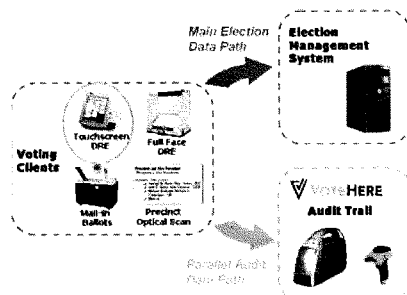 Main Election
Data Path
Election
Management
System
Voting
Clients
Touchscreen
DRE
Full Face
DRE
Mail-in
Ballots
Precinct
Optical Scan
VoteHERE
Audit Trail
Parallel Audit
Data Path